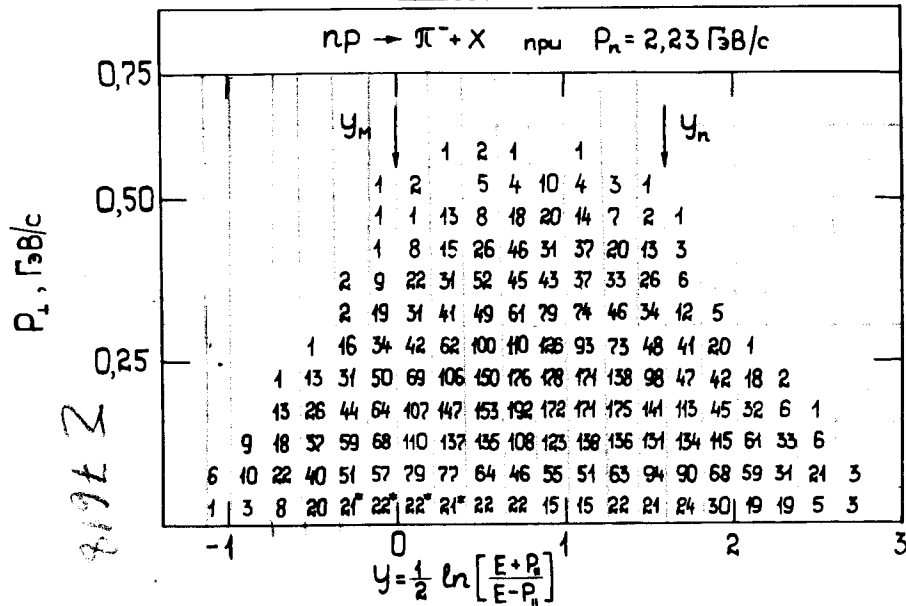 np → π⁻ + X при Pₙ = 2,23 ГэВ/с
0,75
yₘ yₙ
1 2 1 1
1 2 5 4 10 4 3 1
0,50
1 1 13 8 18 20 14 7 2 1
1 8 15 26 46 31 37 20 13 3
2 9 22 31 52 45 43 37 33 26 6
P⊥, ГэВ/с
2 19 31 41 49 61 79 74 46 34 12 5
0,25
1 16 34 42 62 100 110 126 93 73 48 41 20 1
1 13 31 50 69 106 150 176 178 171 138 98 47 42 18 2
13 26 44 64 107 147 153 192 172 171 175 141 113 45 32 6 1
9 18 37 59 68 110 137 135 108 123 138 136 131 134 115 61 33 6
6 10 22 40 51 57 79 77 64 46 55 51 63 94 90 68 59 31 21 3
1 3 8 20 21* 22* 22* 21* 22 22 15 15 22 21 24 30 19 19 5 3
-1 0 1 2 3
y = 1/2 ln [(E + P॥)/(E - P॥)]